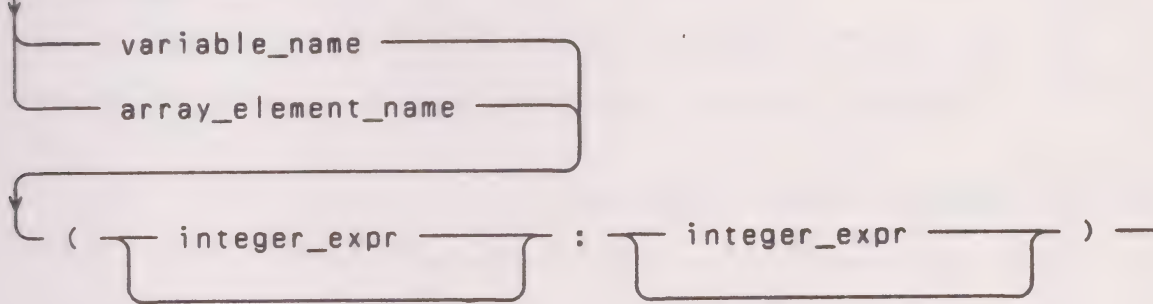 variable_name
array_element_name
( integer_expr : integer_expr )